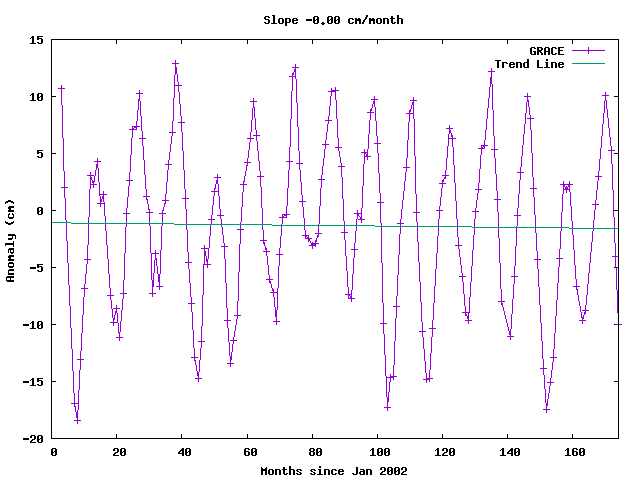 Slope -0.00 cm/month
GRACE
Trend Line
15
10
5
0
-5
-10
-15
-20
Anomaly (cm)
0 20 40 60 80 100 120 140 160
Months since Jan 2002